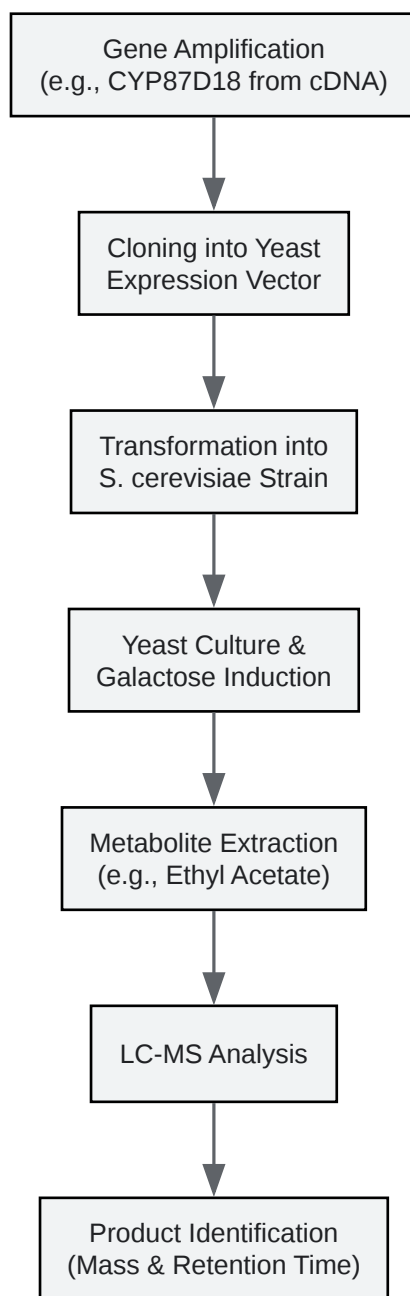 Gene Amplification
(e.g., CYP87D18 from cDNA)
Cloning into Yeast
Expression Vector
Transformation into
S. cerevisiae Strain
Yeast Culture &
Galactose Induction
Metabolite Extraction
(e.g., Ethyl Acetate)
LC-MS Analysis
Product Identification
(Mass & Retention Time)